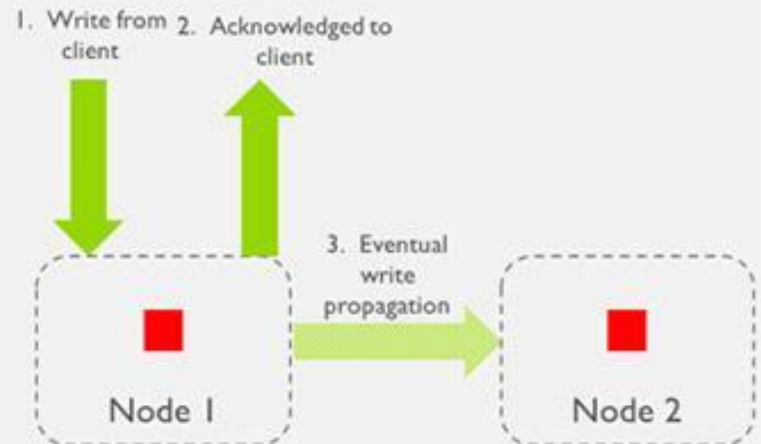 1. Write from
client
2. Acknowledged to
client
3. Eventual
write
propagation
Node 1
Node 2